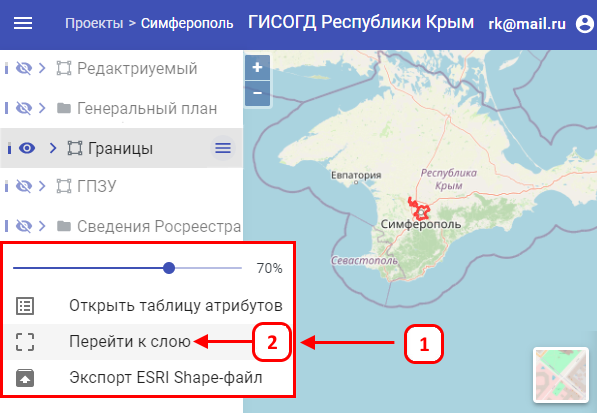 Проекты > Симферополь ГИСОГД Республики Крым rk@mail.ru
Редактриуемый
Генеральный план
Границы
ГПЗУ
Сведения Росреестра
70%
Открыть таблицу атрибутов
Перейти к слою
Экспорт ESRI Shape-файл
2
1
+
−
Евпатория
Республика
Крым
Симферополь
Севастополь